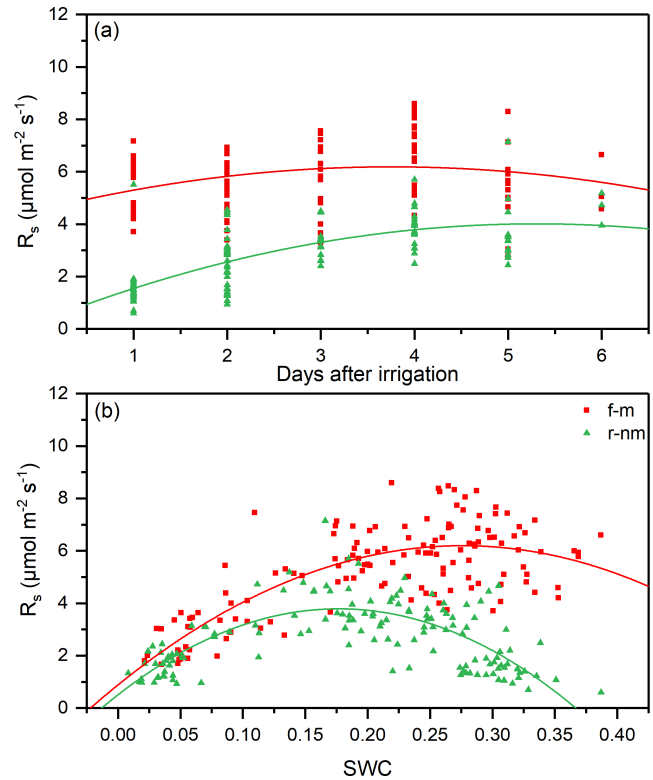 (a)
12
10
8
6
4
2
0
R_s (μmol m⁻² s⁻¹)
1 2 3 4 5 6
Days after irrigation
(b)
f-m
r-nm
12
10
8
6
4
2
0
R_s (μmol m⁻² s⁻¹)
0.00 0.05 0.10 0.15 0.20 0.25 0.30 0.35 0.40
SWC